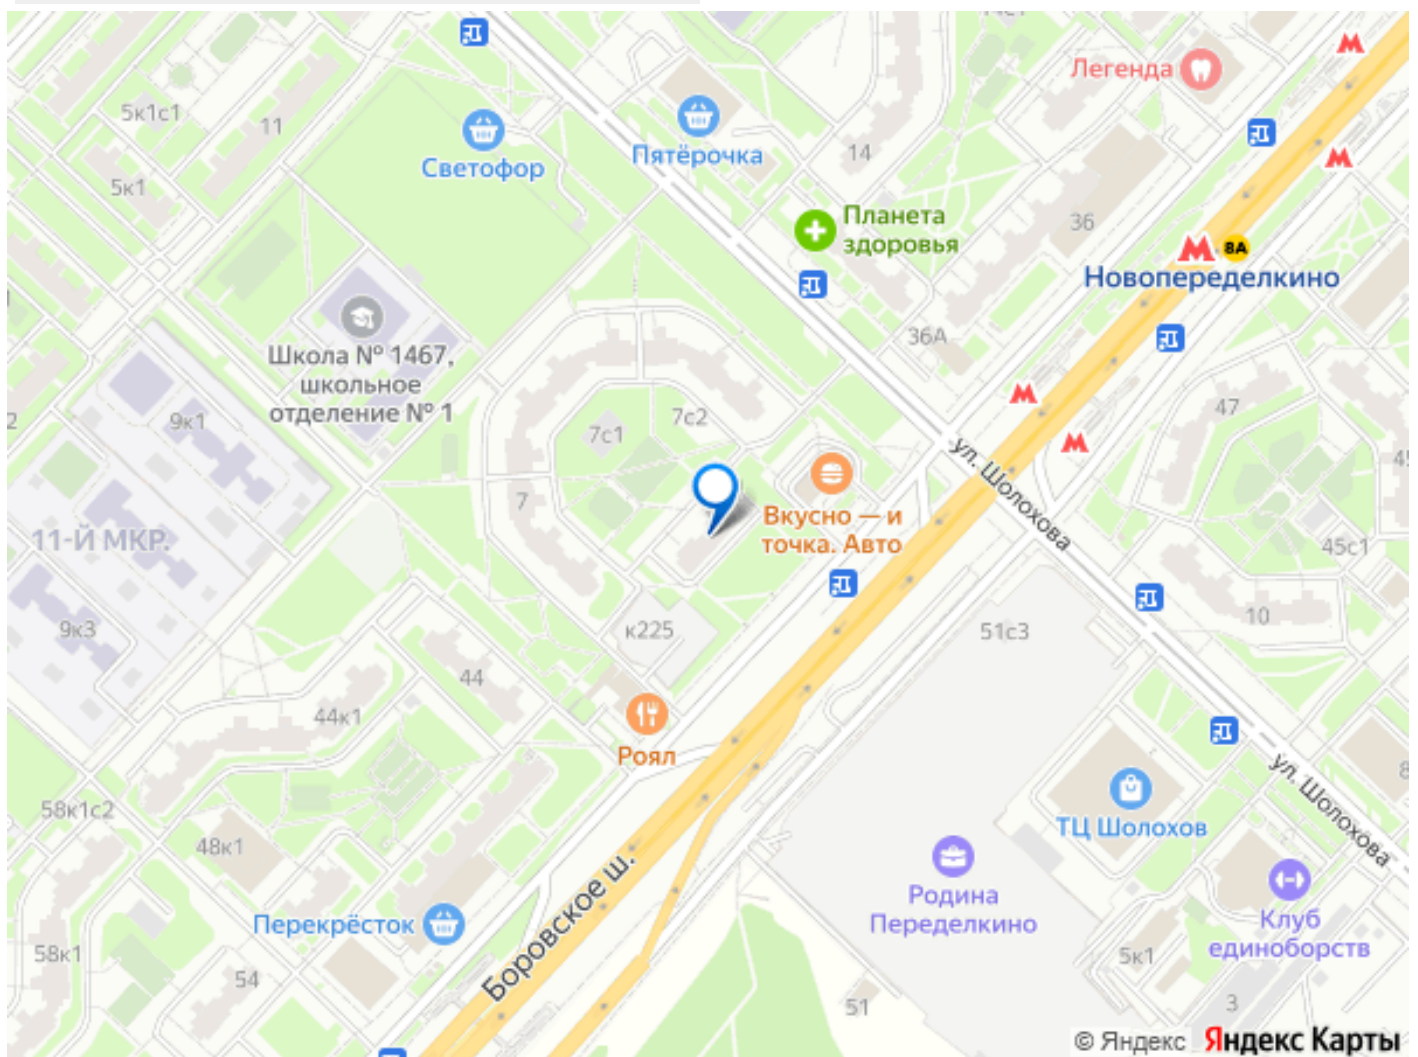 Легенда
5к1с1
11
14
Светофор
Пятёрочка
5к1
Планета
здоровья
36
8А
Новопеределкино
36А
Школа № 1467,
школьное
отделение № 1
9к1
7с1
7с2
47
ул. Шолохова
7
Вкусно — и
точка. Авто
11-Й МКР.
45с1
9к3
к225
51с3
10
44
44к1
Роял
ул. Шолохова
58к1с2
ТЦ Шолохов
48к1
Боровское ш.
Родина
Переделкино
Клуб
единоборств
Перекрёсток
58к1
54
5к1
51
3
© Яндекс Яндекс Карты